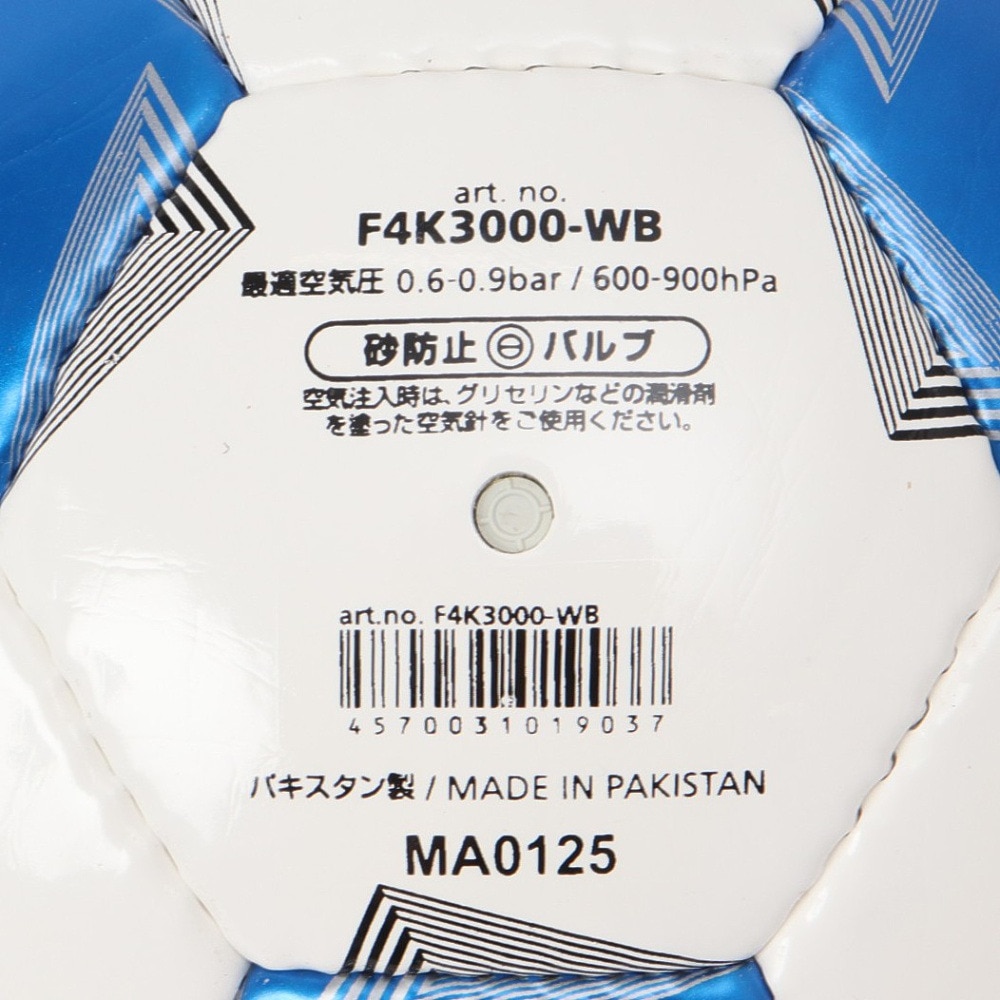 art. no.
F4K3000-WB
最適空気圧 0.6-0.9bar / 600-900hPa
砂防止 バルブ
空気注入時は、グリセリンなどの潤滑剤
を塗った空気針をご使用ください。
art.no. F4K3000-WB
4570031019037
パキスタン製 / MADE IN PAKISTAN
MA0125